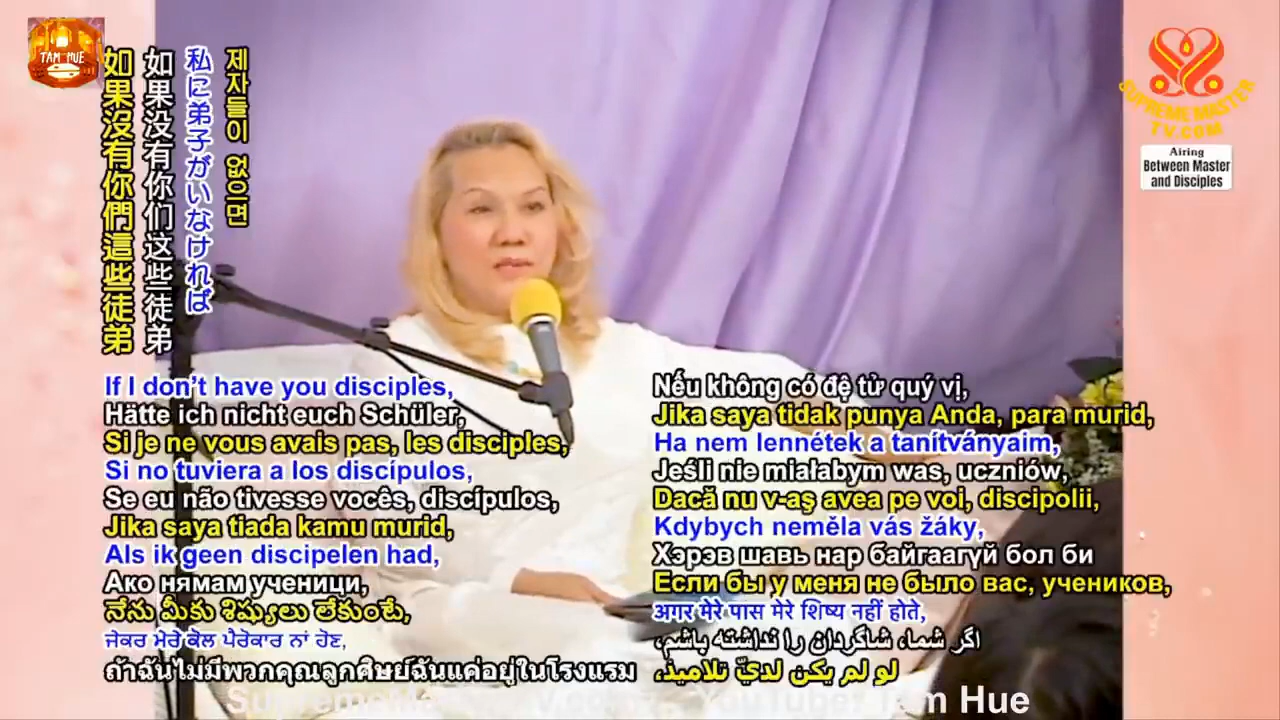 TAM HUE
SUPREME MASTER
TV.COM
Airing
Between Master
and Disciples
제자들이 없으면
私に弟子がいなければ
如果没有你们这些徒弟
如果沒有你們這些徒弟
If I don't have you disciples,
Hätte ich nicht euch Schüler,
Si je ne vous avais pas, les disciples,
Si no tuviera a los discípulos,
Se eu não tivesse vocês, discípulos,
Jika saya tiada kamu murid,
Als ik geen discipelen had,
Ако нямам ученици,
నేను మీకు శిష్యులు లేకుంటే,
ਜੇਕਰ ਮੇਰੇ ਕੋਲ ਪੈਰੋਕਾਰ ਨਾਂ ਹੋਣ,
ถ้าฉันไม่มีพวกคุณลูกศิษย์ฉันแค่อยู่ในโรงแรม
Nếu không có đệ tử quý vị,
Jika saya tidak punya Anda, para murid,
Ha nem lennétek a tanítványaim,
Jeśli nie miałabym was, uczniów,
Dacă nu v-aş avea pe voi, discipolii,
Kdybych neměla vás žáky,
Хэрэв шавь нар байгаагүй бол би
Если бы у меня не было вас, учеников,
अगर मेरे पास मेरे शिष्य नहीं होते,
اگر شما، شاگردان را نداشته باشم،
لو لم يكن لديّ تلاميذ،
Tam Hue